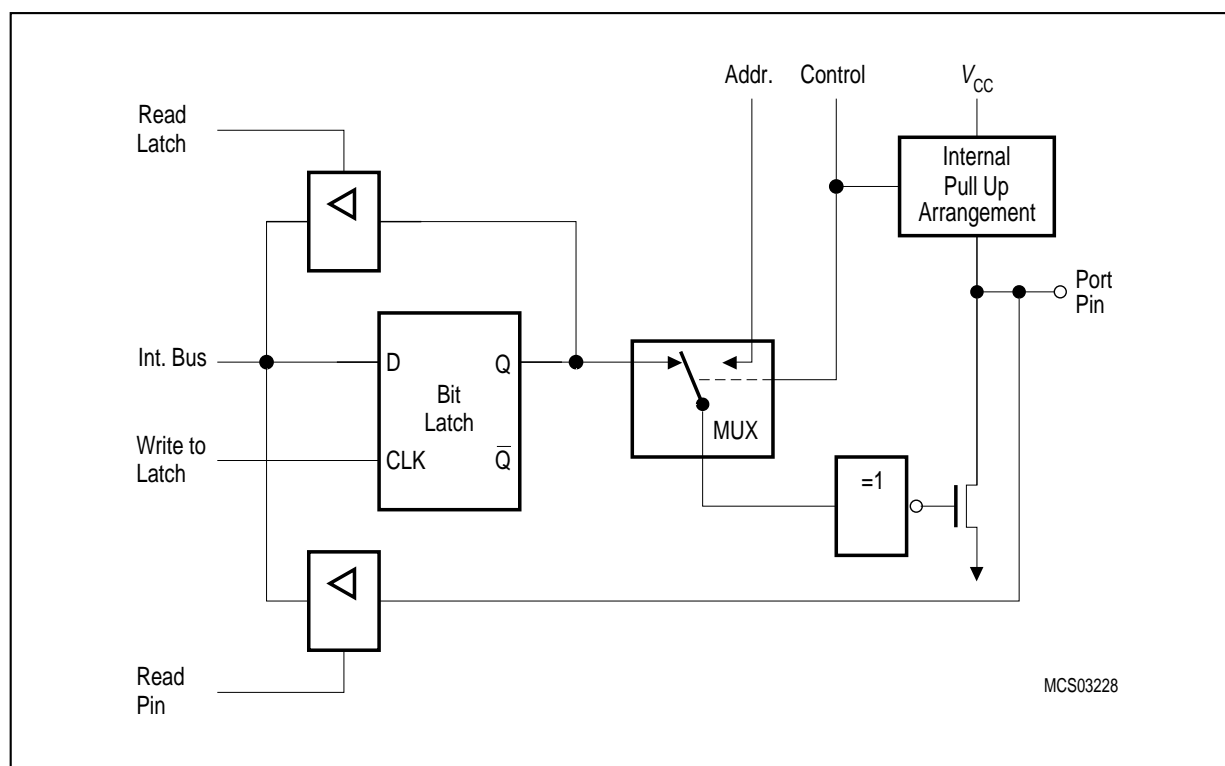 Addr.
Control
VCC
Read
Latch
Internal
Pull Up
Arrangement
Port
Pin
Int. Bus
D
Q
Bit
Latch
MUX
Write to
Latch
CLK
Q̅
=1
Read
Pin
MCS03228